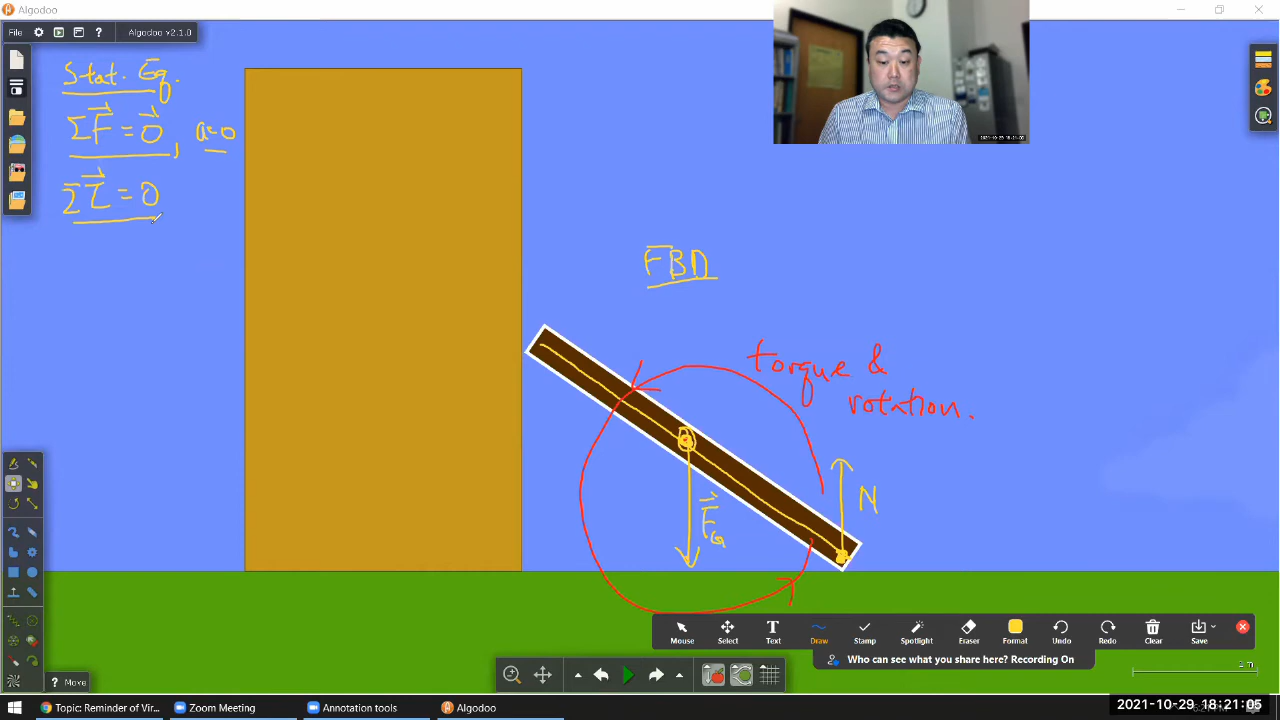 Algodoo
File
?
Algodoo v2.1.0
Stat. Eq.
ΣF⃗ = 0⃗, a=0
Στ⃗ = 0
FBD
torque &
rotation.
N
F⃗G
Mouse
Select
Text
Draw
Stamp
Spotlight
Eraser
Format
Undo
Redo
Clear
Save
Who can see what you share here? Recording On
? Move
Topic: Reminder of Vir...
Zoom Meeting
Annotation tools
Algodoo
2021-10-29 18:21:05